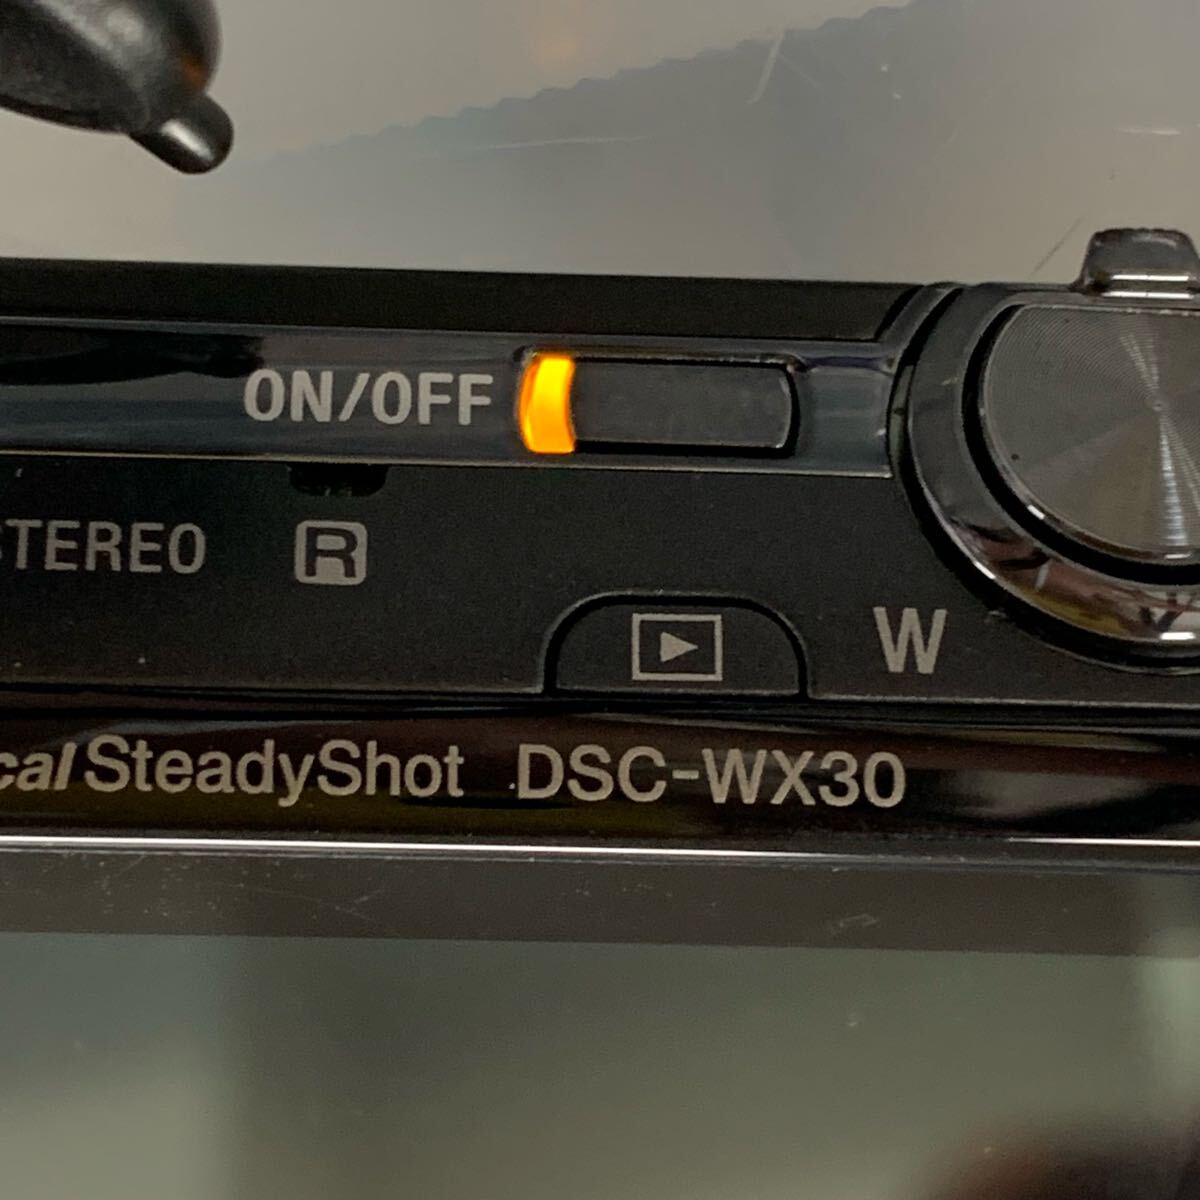 ON/OFF
STEREO R
W
SteadyShot DSC-WX30